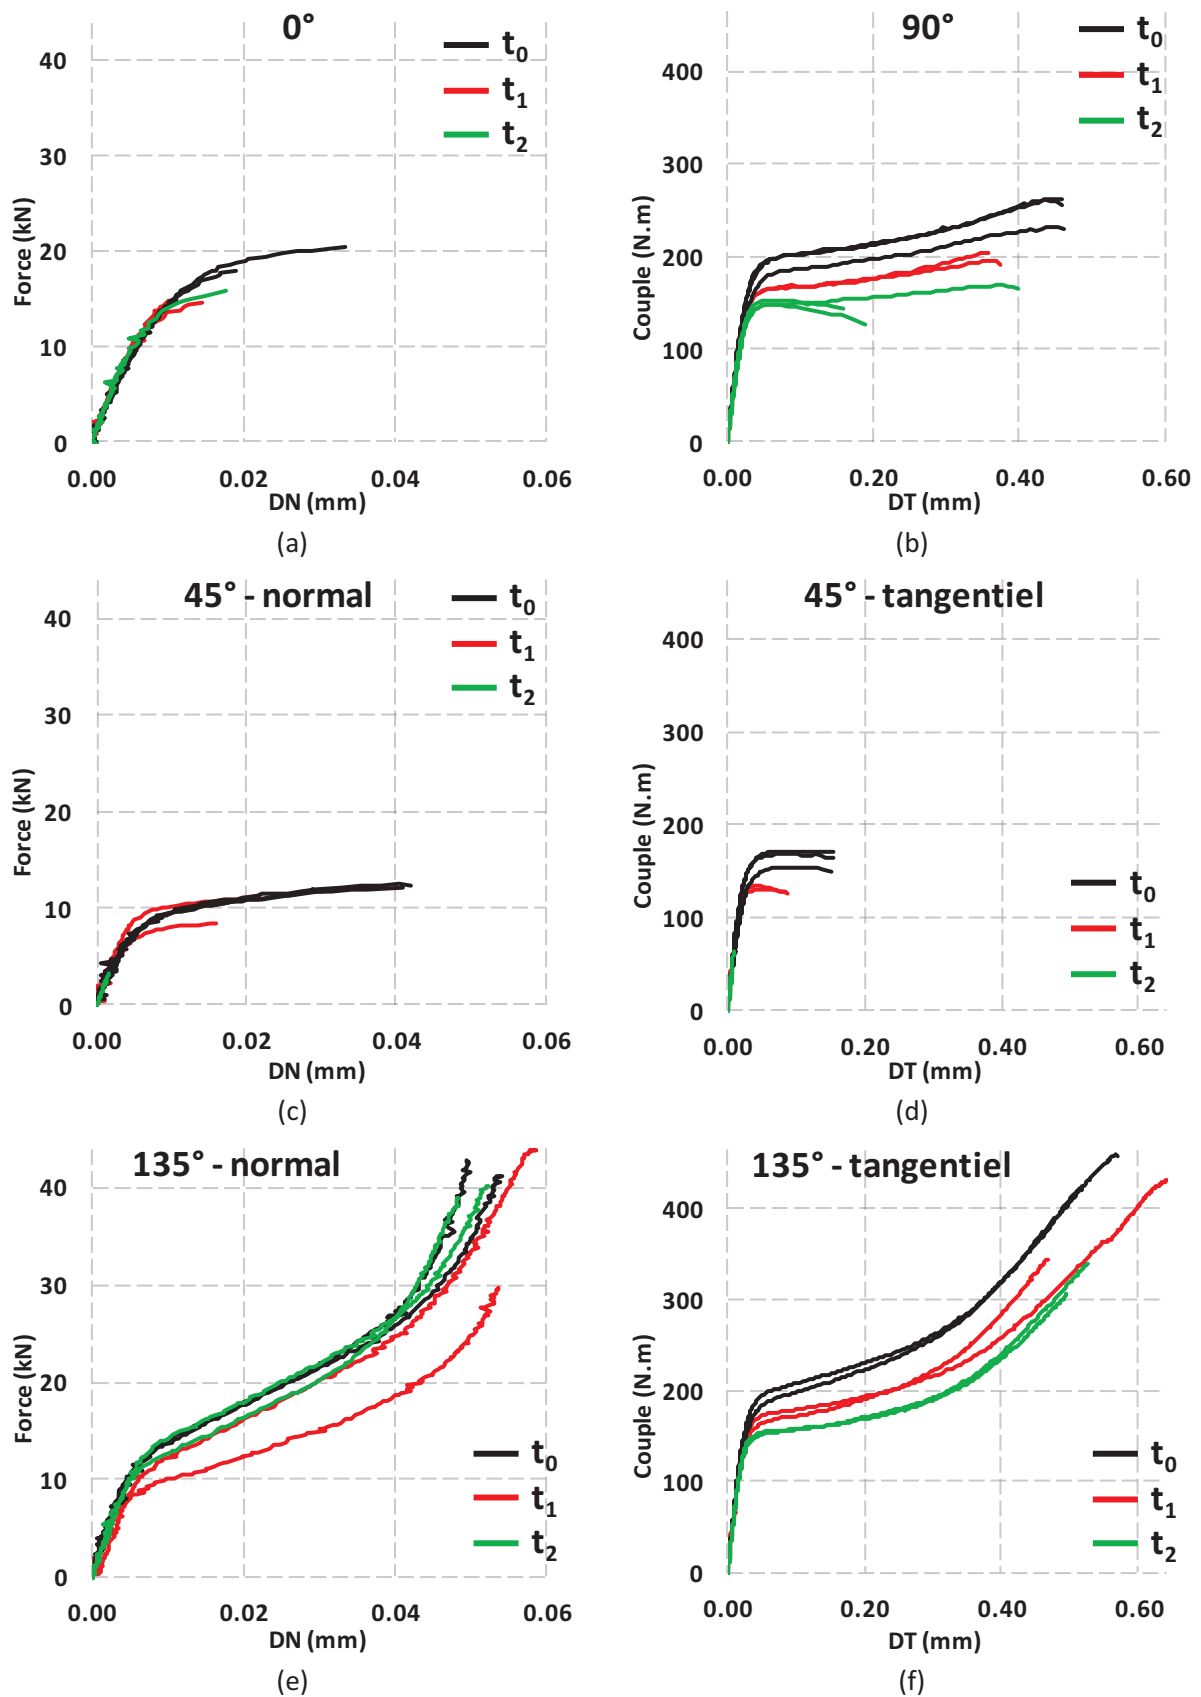 0°
t0
t1
t2
40
30
20
10
0
Force (kN)
0.00 0.02 0.04 0.06
DN (mm)
(a)
90°
t0
t1
t2
400
300
200
100
0
Couple (N.m)
0.00 0.20 0.40 0.60
DT (mm)
(b)
45° - normal
t0
t1
t2
40
30
20
10
0
Force (kN)
0.00 0.02 0.04 0.06
DN (mm)
(c)
45° - tangentiel
400
300
200
100
0
Couple (N.m)
t0
t1
t2
0.00 0.20 0.40 0.60
DT (mm)
(d)
135° - normal
40
30
20
10
0
Force (kN)
t0
t1
t2
0.00 0.02 0.04 0.06
DN (mm)
(e)
135° - tangentiel
400
300
200
100
0
Couple (N.m)
t0
t1
t2
0.00 0.20 0.40 0.60
DT (mm)
(f)